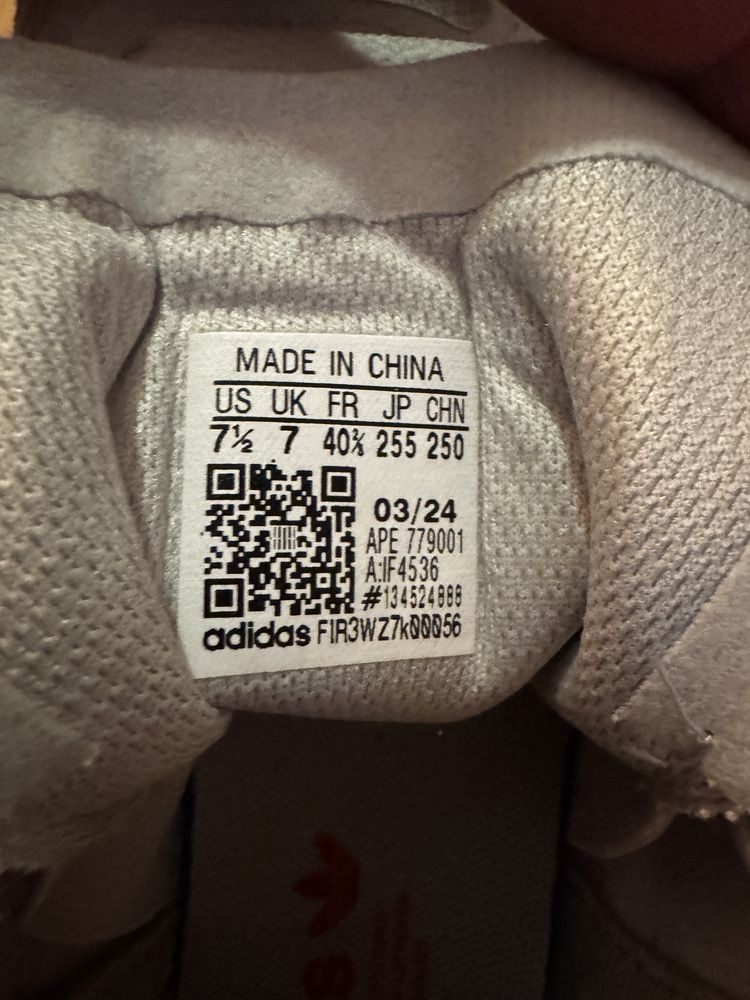 MADE IN CHINA
US UK FR JP CHN
7½ 7 40⅔ 255 250
03/24
APE 779001
A:IF4536
#134524888
adidas FIR3WZ7k00056